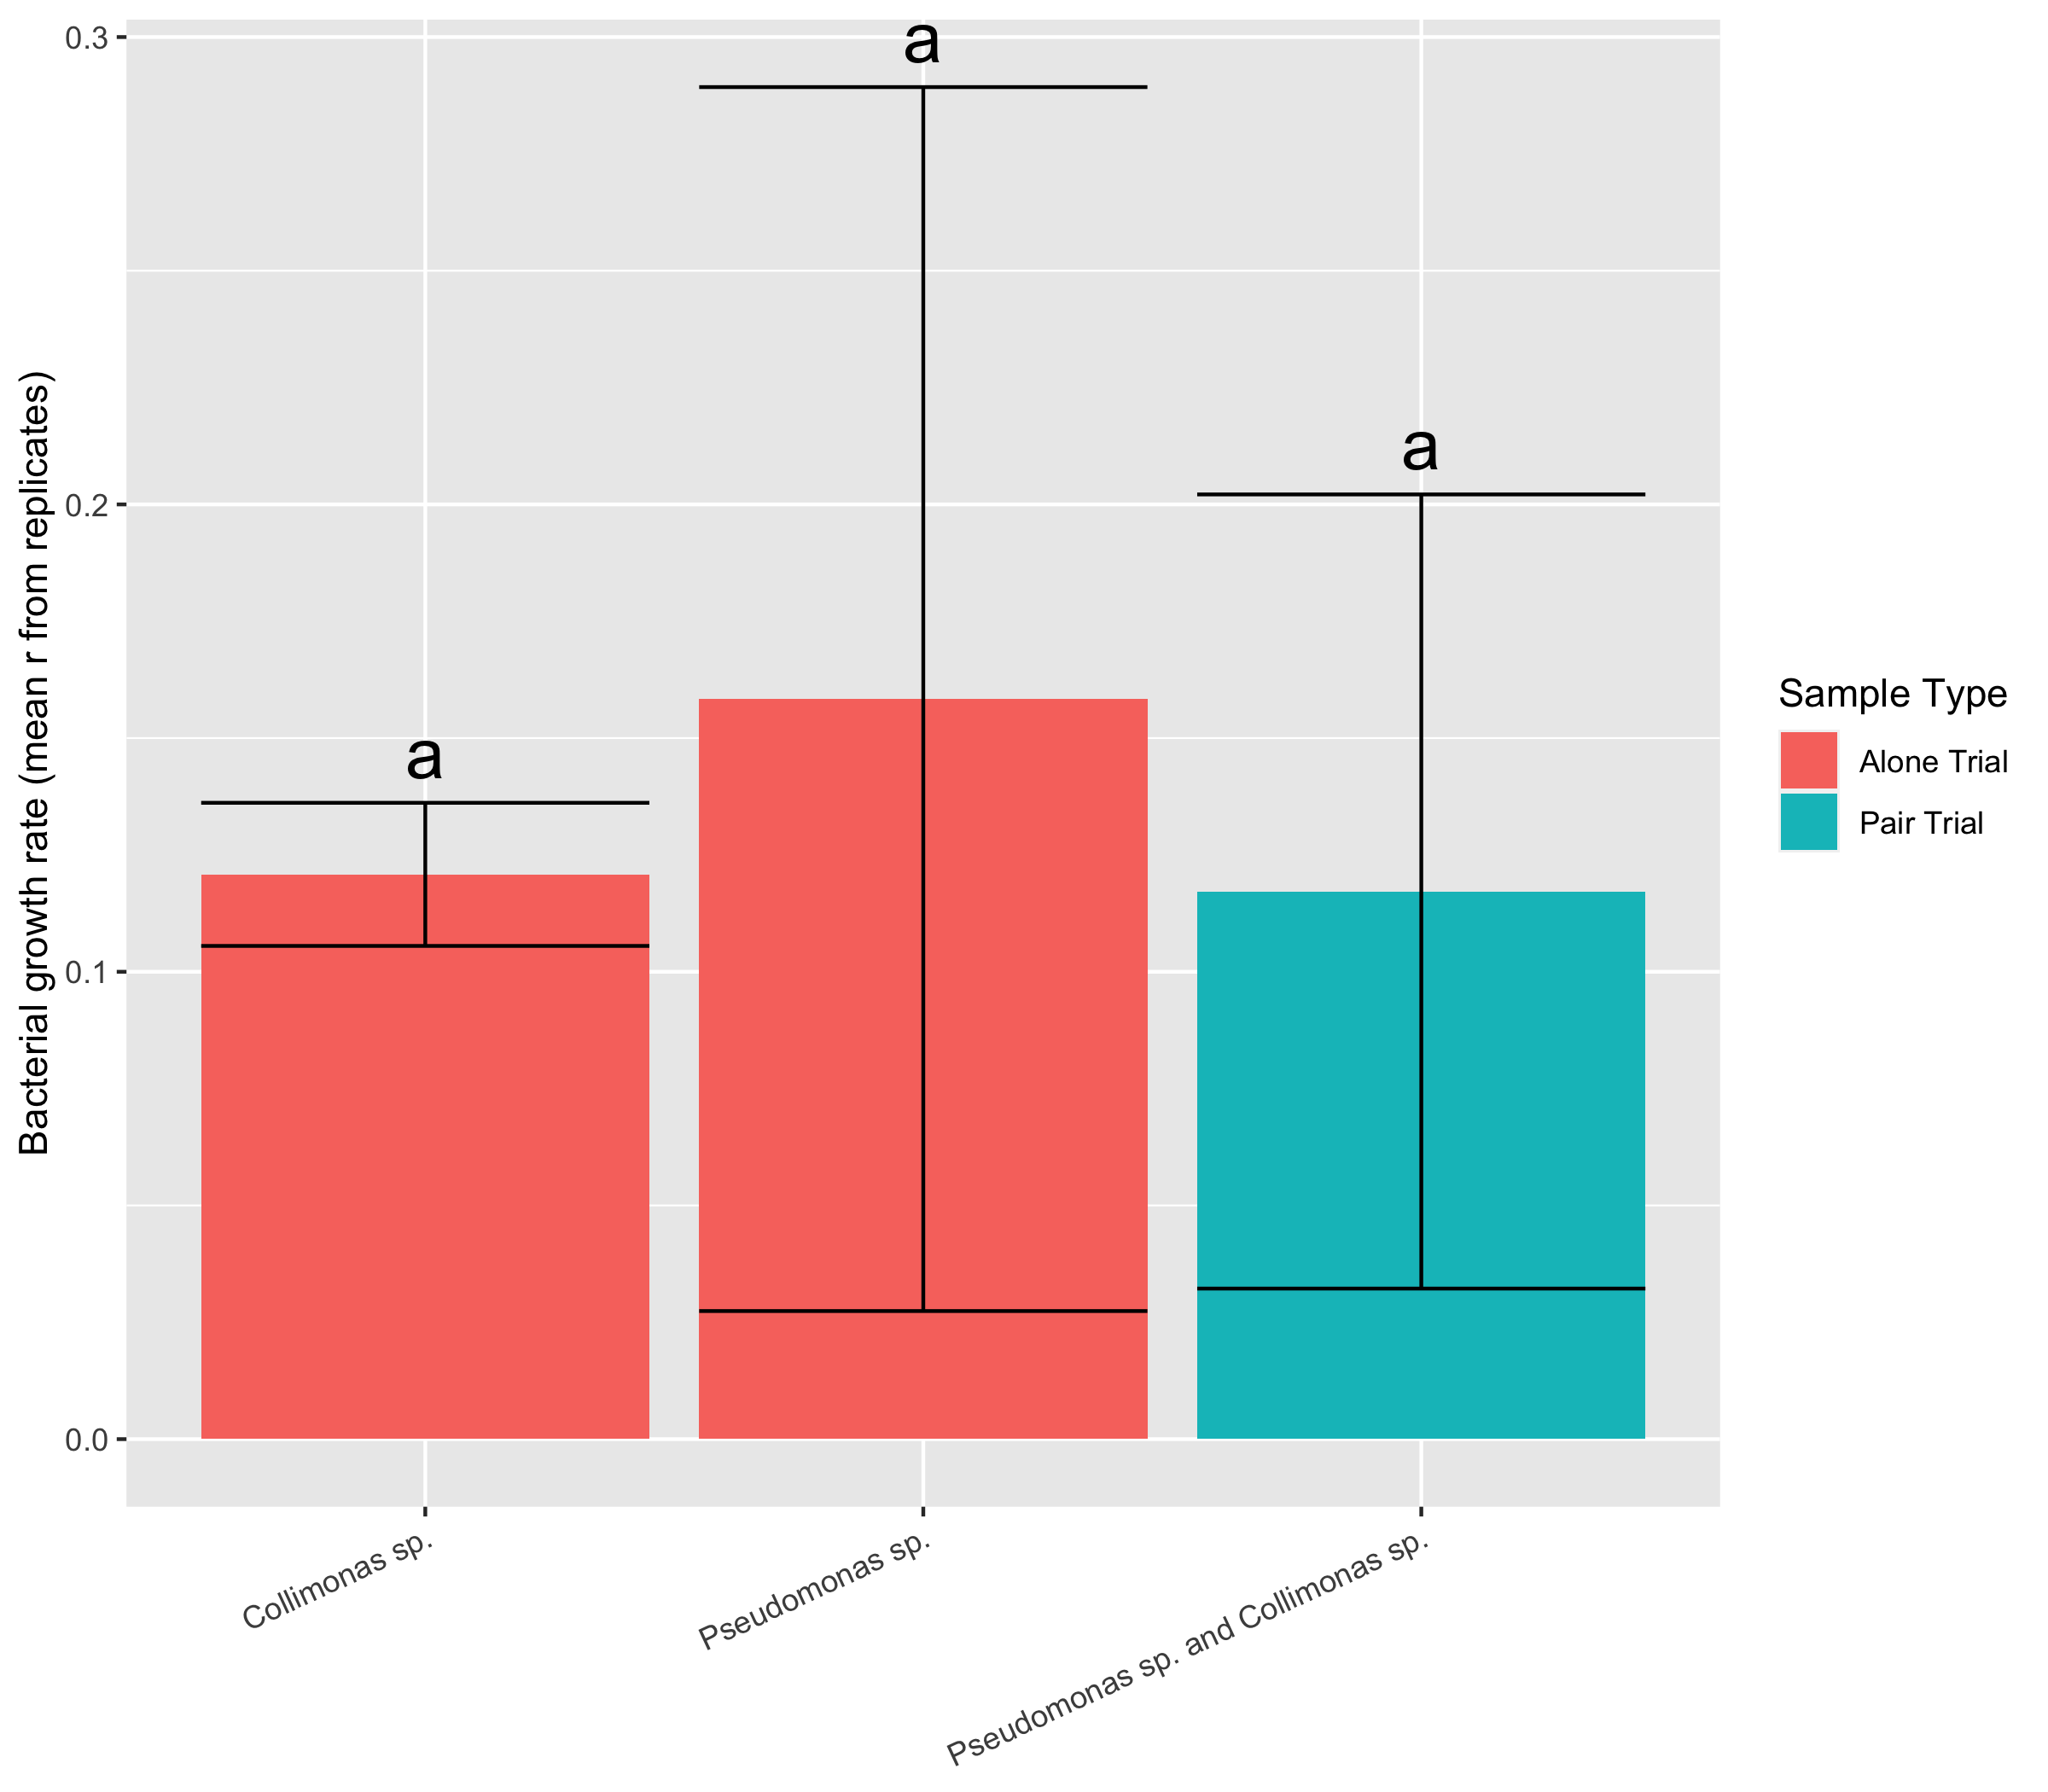 Bacterial growth rate (mean r from replicates)
0.3
0.2
0.1
0.0
a
a
a
Collimonas sp.
Pseudomonas sp.
Pseudomonas sp. and Collimonas sp.
Sample Type
Alone Trial
Pair Trial